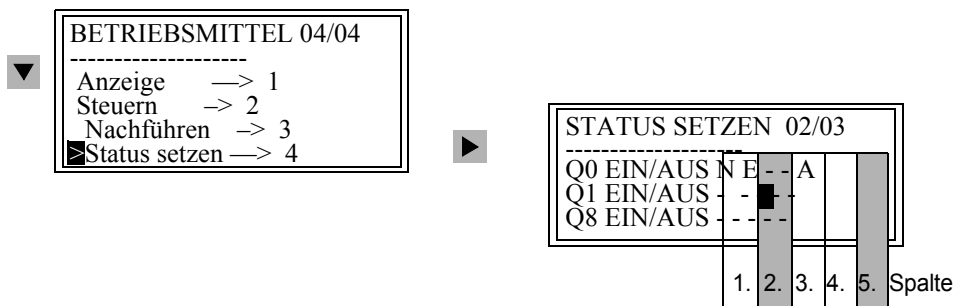 BETRIEBSMITTEL 04/04
--------------------
Anzeige —> 1
Steuern –> 2
Nachführen –> 3
>Status setzen —> 4
STATUS SETZEN 02/03
--------------------
Q0 EIN/AUS N E - - A
Q1 EIN/AUS - - - -
Q8 EIN/AUS - - - - -
1. 2. 3. 4. 5. Spalte